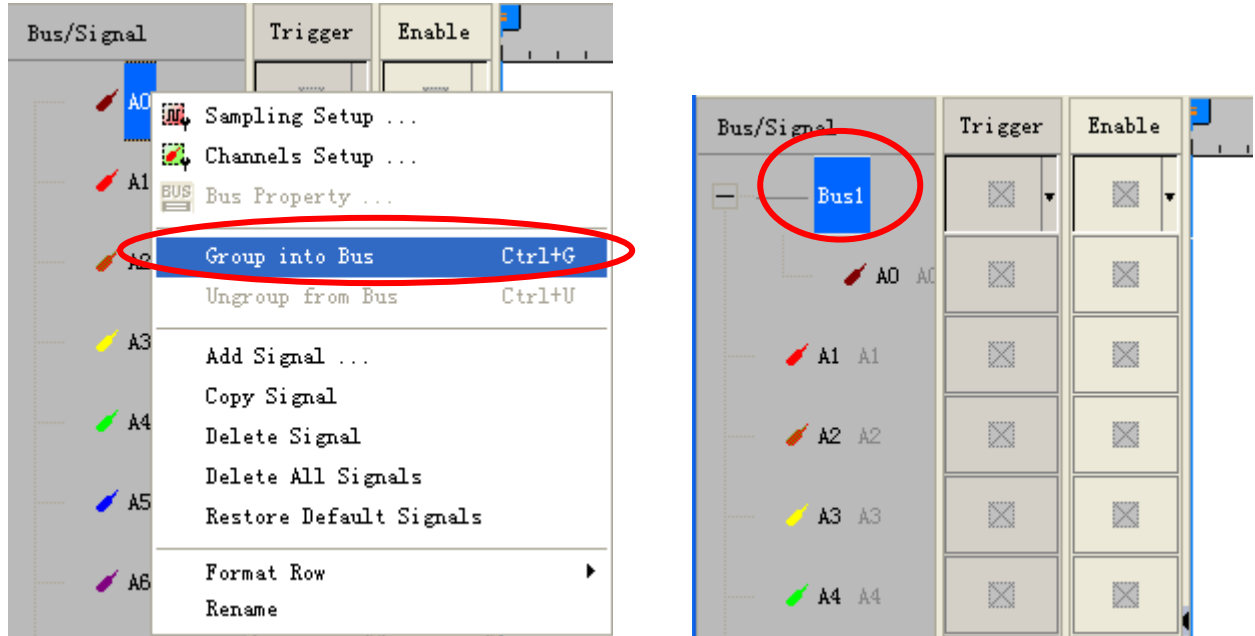 Bus/Signal Trigger Enable
A0
Sampling Setup ...
Channels Setup ...
A1
BUS Bus Property ...
A2 Group into Bus Ctrl+G
Ungroup from Bus Ctrl+U
A3
Add Signal ...
Copy Signal
A4
Delete Signal
Delete All Signals
A5
Restore Default Signals
A6
Format Row
Rename
Bus/Signal Trigger Enable
Bus1
A0 A0
A1 A1
A2 A2
A3 A3
A4 A4